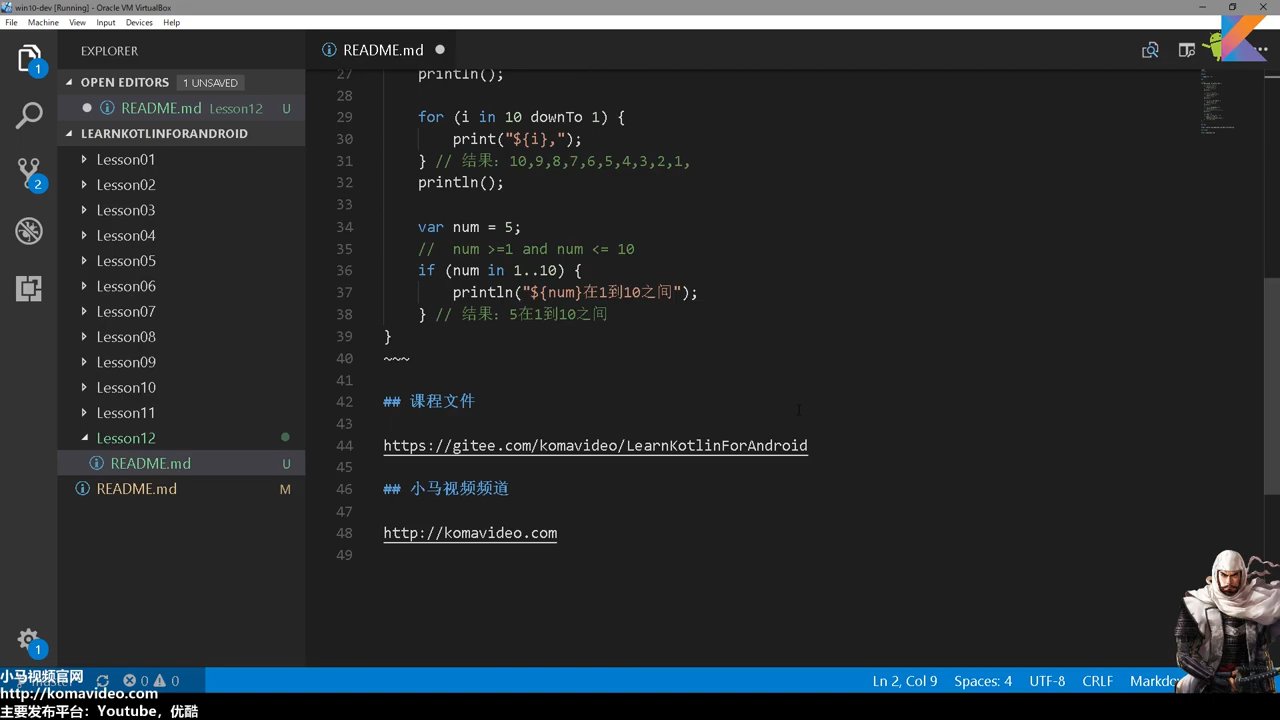 win10-dev [Running] - Oracle VM VirtualBox
File Machine View Input Devices Help
EXPLORER
OPEN EDITORS 1 UNSAVED
README.md Lesson12 U
LEARNKOTLINFORANDROID
Lesson01
Lesson02
Lesson03
Lesson04
Lesson05
Lesson06
Lesson07
Lesson08
Lesson09
Lesson10
Lesson11
Lesson12
README.md U
README.md M
1
2
1
README.md
27 println();
28
29 for (i in 10 downTo 1) {
30 print("${i},");
31 } // 结果: 10,9,8,7,6,5,4,3,2,1,
32 println();
33
34 var num = 5;
35 // num >=1 and num <= 10
36 if (num in 1..10) {
37 println("${num}在1到10之间");
38 } // 结果: 5在1到10之间
39 }
40 ~~~
41
42 ## 课程文件
43
44 https://gitee.com/komavideo/LearnKotlinForAndroid
45
46 ## 小马视频频道
47
48 http://komavideo.com
49
小马视频官网
http://komavideo.com
主要发布平台: Youtube, 优酷
0 0
Ln 2, Col 9 Spaces: 4 UTF-8 CRLF